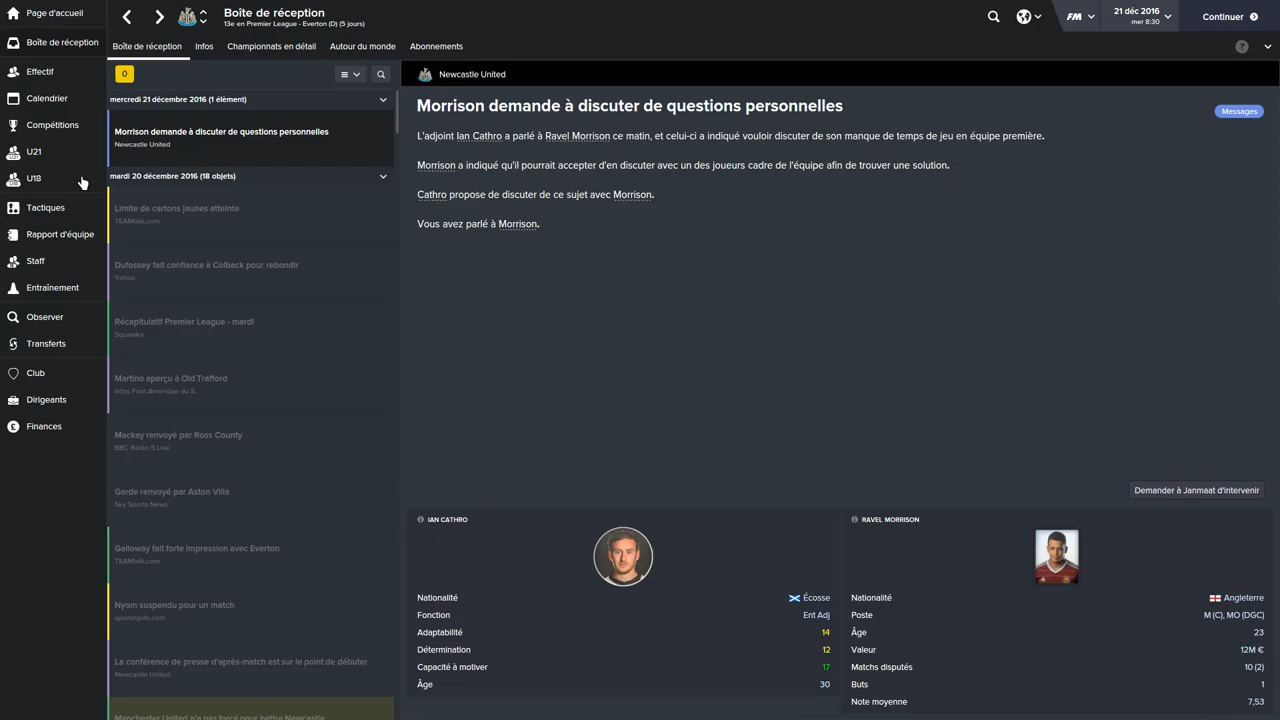 Page d'accueil
Boîte de réception
Effectif
Calendrier
Compétitions
U21
U21
U18
U18
Tactiques
Rapport d'équipe
Staff
Entraînement
Observer
Transferts
Club
Dirigeants
Finances
Boîte de réception
13e en Premier League - Everton (D) (5 jours)
FM
21 déc 2016
mer 8:30
Continuer
Boîte de réception
Infos
Championnats en détail
Autour du monde
Abonnements
?
0
mercredi 21 décembre 2016 (1 élément)
Morrison demande à discuter de questions personnelles
Newcastle United
mardi 20 décembre 2016 (18 objets)
Limite de cartons jaunes atteinte
TEAMtalk.com
Dufossey fait confiance à Colback pour rebondir
Yahoo
Récapitulatif Premier League - mardi
Squawka
Martino aperçu à Old Trafford
Infos Foot Amérique du S.
Mackay renvoyé par Ross County
BBC Radio 5 Live
Garde renvoyé par Aston Villa
Sky Sports News
Galloway fait forte impression avec Everton
TEAMtalk.com
Nyom suspendu pour un match
sportinglife.com
La conférence de presse d'après-match est sur le point de débuter
Newcastle United
Manchester United n'a pas forcé pour battre Newcastle
Newcastle United
Morrison demande à discuter de questions personnelles
Messages
L'adjoint Ian Cathro a parlé à Ravel Morrison ce matin, et celui-ci a indiqué vouloir discuter de son manque de temps de jeu en équipe première.
Morrison a indiqué qu'il pourrait accepter d'en discuter avec un des joueurs cadre de l'équipe afin de trouver une solution.
Cathro propose de discuter de ce sujet avec Morrison.
Vous avez parlé à Morrison.
Demander à Janmaat d'intervenir
IAN CATHRO
Nationalité Écosse
Fonction Ent Adj
Adaptabilité 14
Détermination 12
Capacité à motiver 17
Âge 30
RAVEL MORRISON
Nationalité Angleterre
Poste M (C), MO (DGC)
Âge 23
Valeur 12M €
Matchs disputés 10 (2)
Buts 1
Note moyenne 7,53